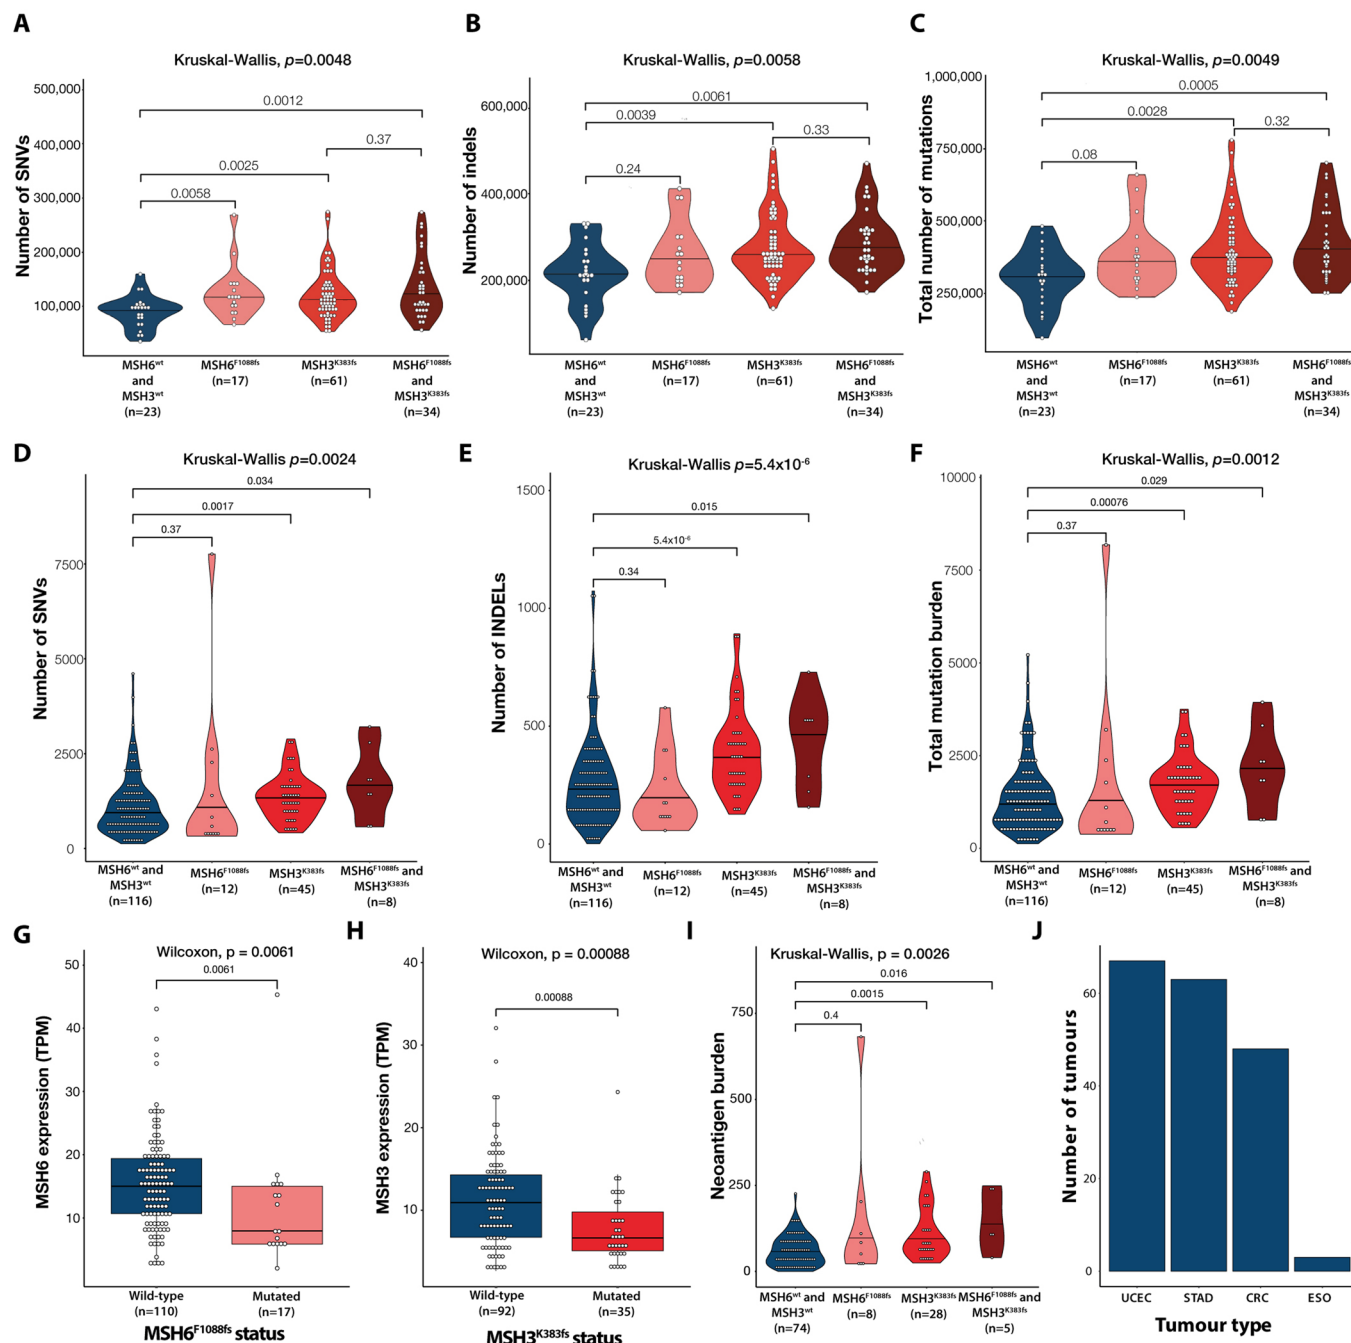 A
Kruskal-Wallis, p=0.0048
Number of SNVs
500,000
400,000
300,000
200,000
100,000
0.0012
0.37
0.0025
0.0058
MSH6wt and MSH3wt (n=23)
MSH6F1088fs (n=17)
MSH3K383fs (n=61)
MSH6F1088fs and MSH3K383fs (n=34)
B
Kruskal-Wallis, p=0.0058
Number of indels
600,000
400,000
200,000
0.0061
0.0039
0.33
0.24
MSH6wt and MSH3wt (n=23)
MSH6F1088fs (n=17)
MSH3K383fs (n=61)
MSH6F1088fs and MSH3K383fs (n=34)
C
Kruskal-Wallis, p=0.0049
Total number of mutations
1,000,000
750,000
500,000
250,000
0.0005
0.0028
0.32
0.08
MSH6wt and MSH3wt (n=23)
MSH6F1088fs (n=17)
MSH3K383fs (n=61)
MSH6F1088fs and MSH3K383fs (n=34)
D
Kruskal-Wallis p=0.0024
Number of SNVs
7500
5000
2500
0
0.034
0.0017
0.37
MSH6wt and MSH3wt (n=116)
MSH6F1088fs (n=12)
MSH3K383fs (n=45)
MSH6F1088fs and MSH3K383fs (n=8)
E
Kruskal-Wallis p=5.4x10-6
Number of INDELs
1500
1000
500
0
0.015
5.4x10-6
0.34
MSH6wt and MSH3wt (n=116)
MSH6F1088fs (n=12)
MSH3K383fs (n=45)
MSH6F1088fs and MSH3K383fs (n=8)
F
Kruskal-Wallis, p=0.0012
Total mutation burden
10000
7500
5000
2500
0
0.029
0.00076
0.37
MSH6wt and MSH3wt (n=116)
MSH6F1088fs (n=12)
MSH3K383fs (n=45)
MSH6F1088fs and MSH3K383fs (n=8)
G
Wilcoxon, p = 0.0061
MSH6 expression (TPM)
50
40
30
20
10
0.0061
Wild-type (n=110)
Mutated (n=17)
MSH6F1088fs status
H
Wilcoxon, p = 0.00088
MSH3 expression (TPM)
40
30
20
10
0.00088
Wild-type (n=92)
Mutated (n=35)
MSH3K383fs status
I
Kruskal-Wallis, p = 0.0026
Neoantigen burden
750
500
250
0
0.016
0.0015
0.4
MSH6wt and MSH3wt (n=74)
MSH6F1088fs (n=8)
MSH3K383fs (n=28)
MSH6F1088fs and MSH3K383fs (n=5)
J
Number of tumours
60
40
20
0
UCEC
STAD
CRC
ESO
Tumour type